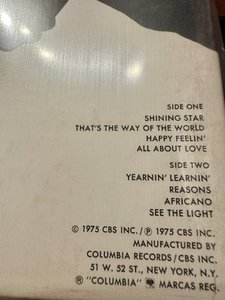 SIDE ONE
SHINING STAR
THAT'S THE WAY OF THE WORLD
HAPPY FEELIN'
ALL ABOUT LOVE
SIDE TWO
YEARNIN' LEARNIN'
REASONS
AFRICANO
SEE THE LIGHT
© 1975 CBS INC./ ℗ 1975 CBS INC.
MANUFACTURED BY
COLUMBIA RECORDS / CBS INC.
51 W. 52 ST., NEW YORK, N.Y.
® "COLUMBIA" MARCAS REG.